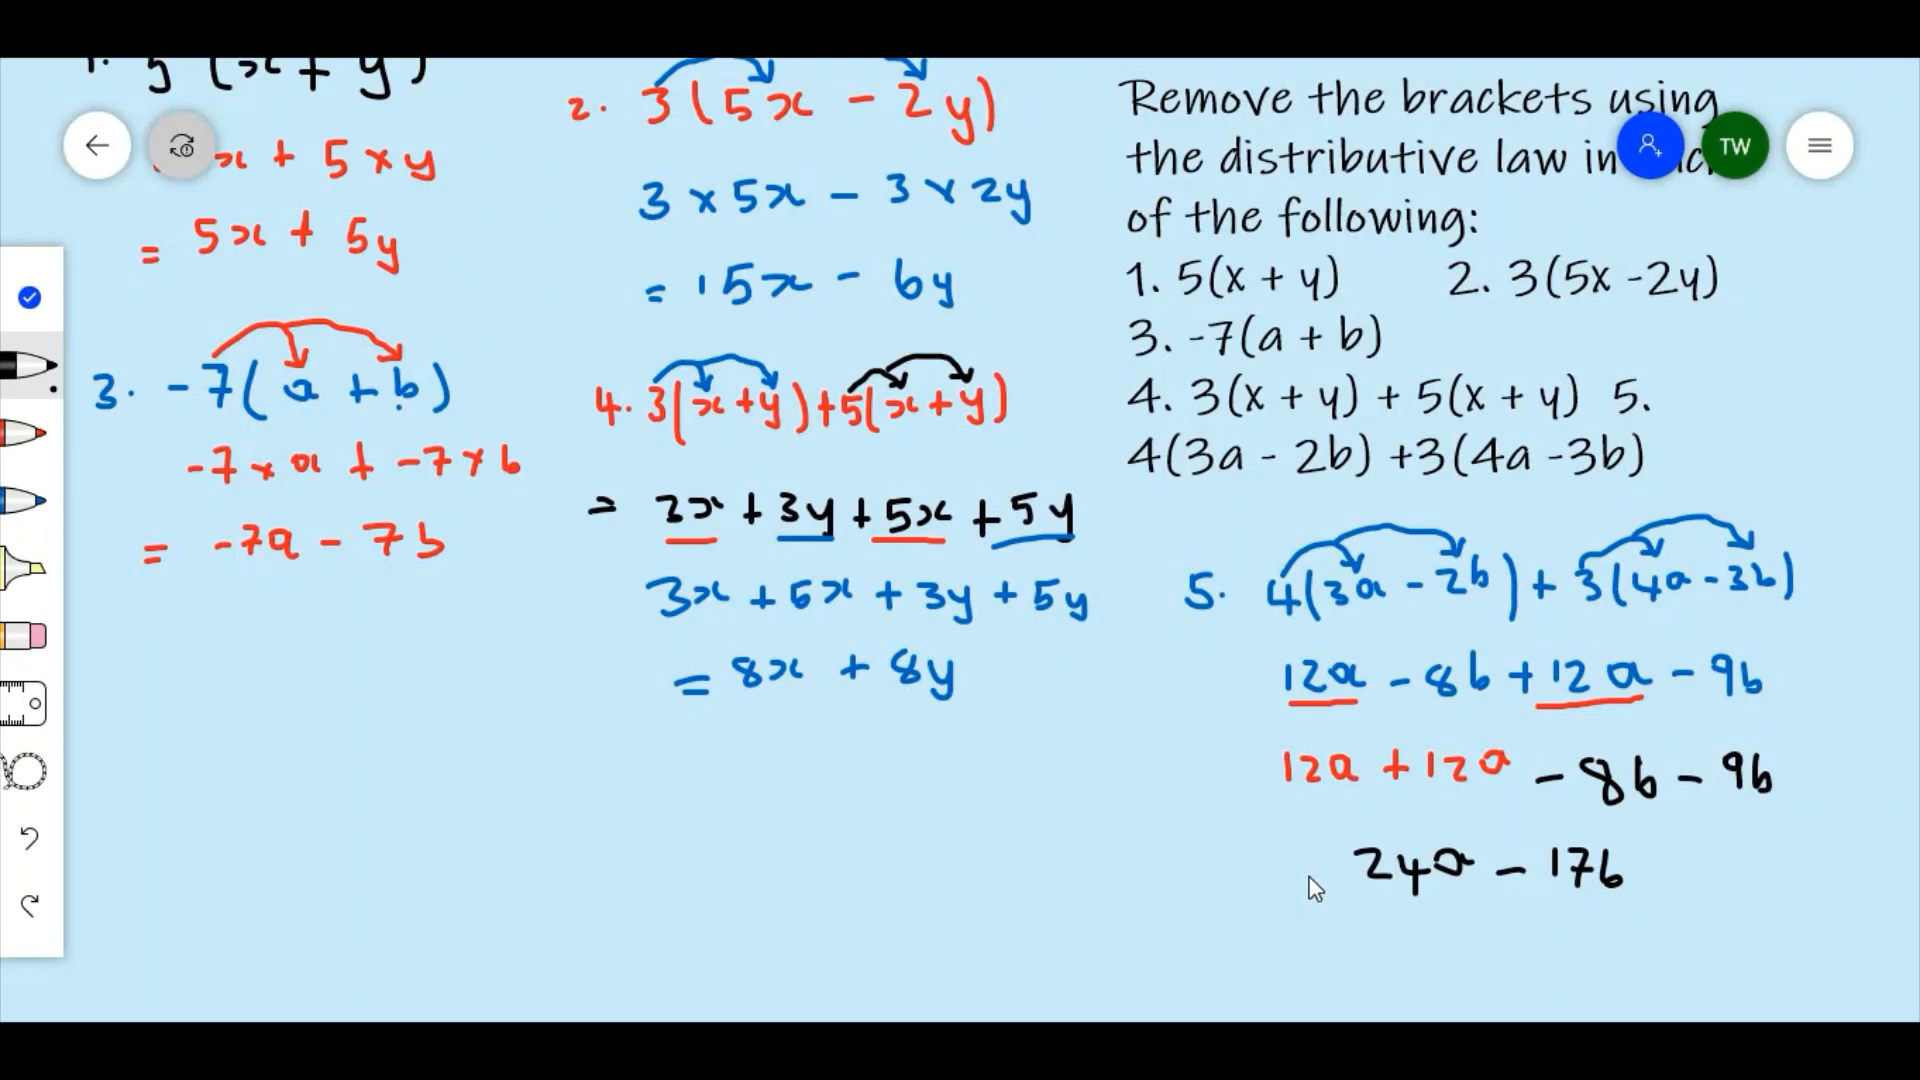 1. 5 (x + y)
x + 5 × y
= 5x + 5y
3. -7( a + b )
-7 × a + -7 × b
= -7a - 7b
2. 3(5x - 2y)
3 × 5x - 3 × 2y
= 15x - 6y
4. 3(x+y)+5(x+y)
= 3x + 3y + 5x + 5y
3x + 5x + 3y + 5y
= 8x + 8y
Remove the brackets using
the distributive law in
of the following:
1. 5(x + y) 2. 3(5x -2y)
3. -7(a + b)
4. 3(x + y) + 5(x + y) 5.
4(3a - 2b) +3(4a -3b)
5. 4(3a - 2b) + 3(4a - 3b)
12a - 8b + 12a - 9b
12a + 12a - 8b - 9b
24a - 17b
TW